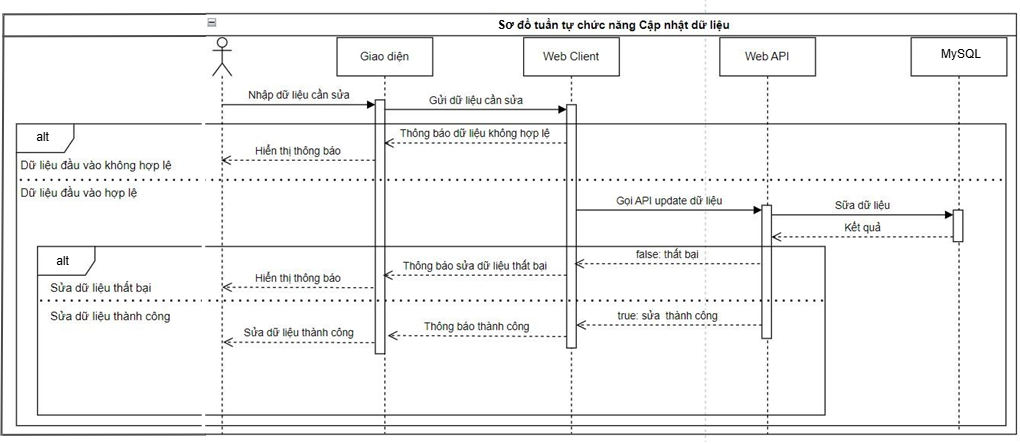 Sơ đồ tuần tự chức năng Cập nhật dữ liệu
Giao diện
Web Client
Web API
MySQL
Nhập dữ liệu cần sửa
Gửi dữ liệu cần sửa
alt
Thông báo dữ liệu không hợp lệ
Hiển thị thông báo
Dữ liệu đầu vào không hợp lệ
Dữ liệu đầu vào hợp lệ
Gọi API update dữ liệu
Sữa dữ liệu
Kết quả
alt
false: thất bại
Thông báo sửa dữ liệu thất bại
Hiển thị thông báo
Sửa dữ liệu thất bại
Sửa dữ liệu thành công
true: sửa thành công
Thông báo thành công
Sửa dữ liệu thành công